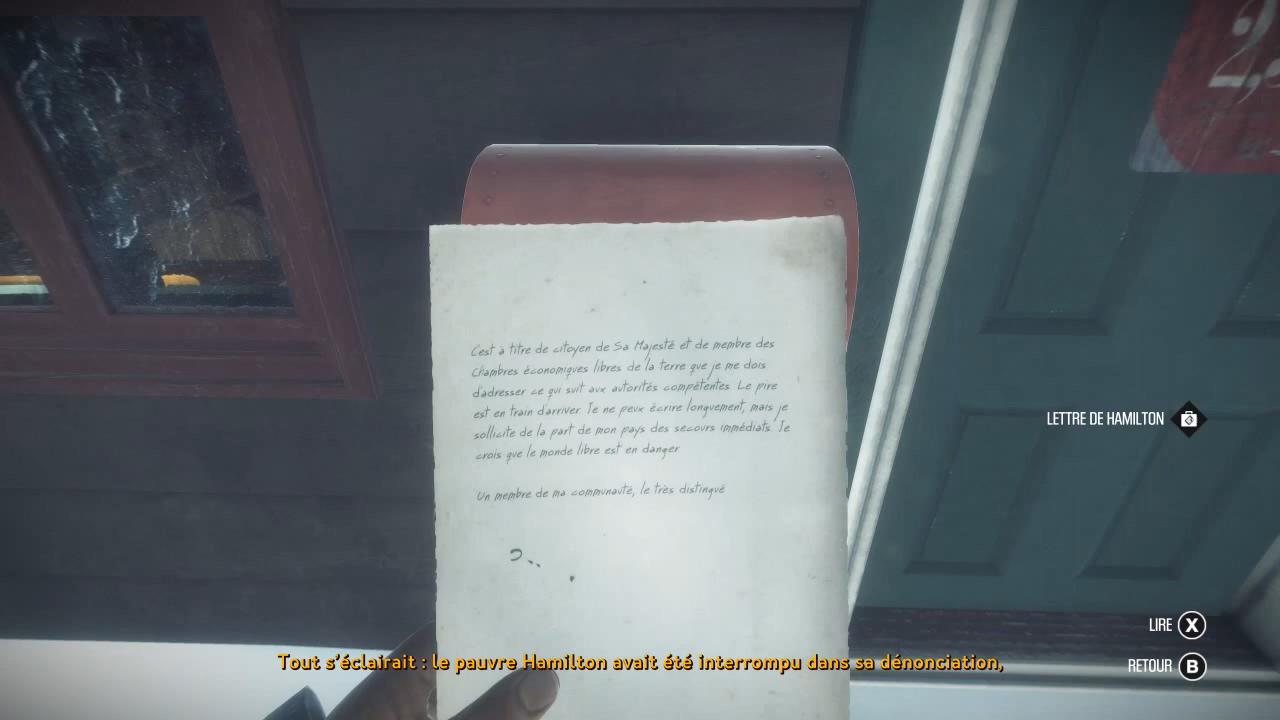 2,
C'est à titre de citoyen de Sa Majesté et de membre des
Chambres économiques libres de la terre que je me dois
d'adresser ce qui suit aux autorités compétentes. Le pire
est en train d'arriver. Je ne peux écrire longuement, mais je
sollicite de la part de mon pays des secours immédiats. Je
crois que le monde libre est en danger.
Un membre de ma communauté, le très distingué
LETTRE DE HAMILTON
LIRE X
Tout s'éclairait : le pauvre Hamilton avait été interrompu dans sa dénonciation,
RETOUR B